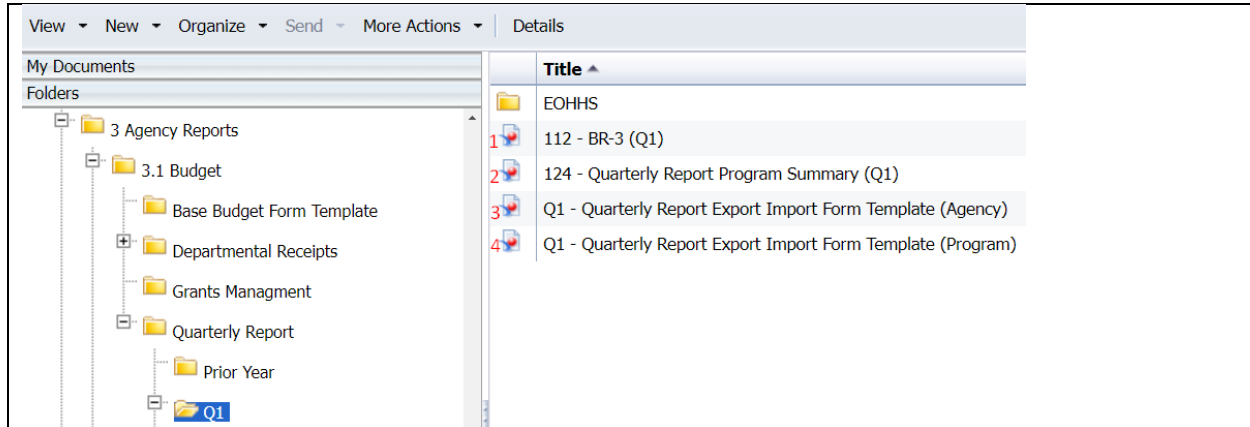 View New Organize Send More Actions Details
My Documents
Folders
3 Agency Reports
3.1 Budget
Base Budget Form Template
Departmental Receipts
Grants Managment
Quarterly Report
Prior Year
Q1
Title
EOHHS
1 112 - BR-3 (Q1)
2 124 - Quarterly Report Program Summary (Q1)
3 Q1 - Quarterly Report Export Import Form Template (Agency)
4 Q1 - Quarterly Report Export Import Form Template (Program)